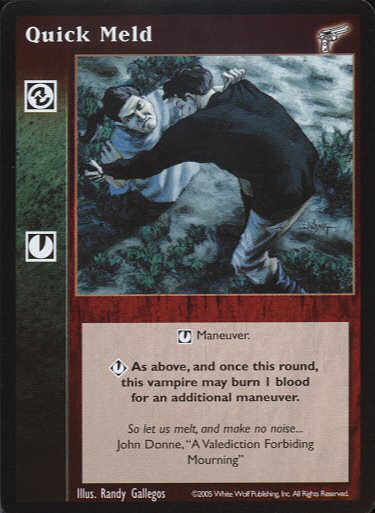 Quick Meld
Maneuver.
As above, and once this round,
this vampire may burn 1 blood
for an additional maneuver.
So let us melt, and make no noise...
John Donne, "A Valediction Forbiding
Mourning"
Illus. Randy Gallegos
©2005 White Wolf Publishing, Inc. All Rights Reserved.